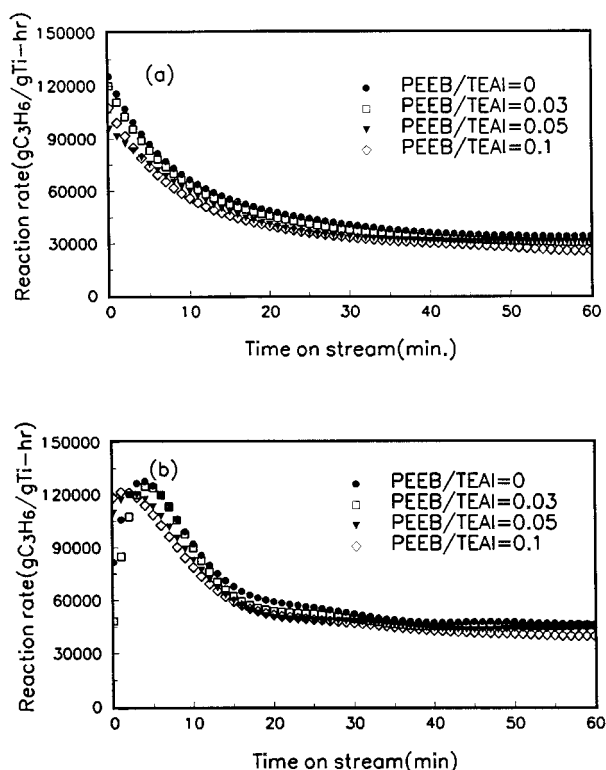 Reaction rate(gC3H6/gTi-hr)
150000
120000
90000
60000
30000
0
(a)
PEEB/TEAl=0
PEEB/TEAl=0.03
PEEB/TEAl=0.05
PEEB/TEAl=0.1
0 10 20 30 40 50 60
Time on stream(min.)
Reaction rate(gC3H6/gTi-hr)
150000
120000
90000
60000
30000
0
(b)
PEEB/TEAl=0
PEEB/TEAl=0.03
PEEB/TEAl=0.05
PEEB/TEAl=0.1
0 10 20 30 40 50 60
Time on stream(min)